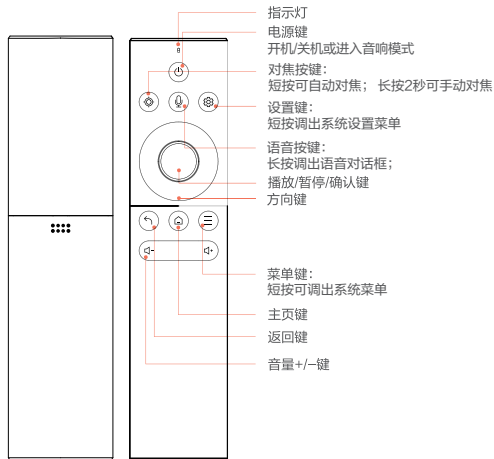 指示灯
电源键
开机/关机或进入音响模式
对焦按键：
短按可自动对焦；长按2秒可手动对焦
设置键：
短按调出系统设置菜单
语音按键：
长按调出语音对话框；
播放/暂停/确认键
方向键
菜单键：
短按可调出系统菜单
主页键
返回键
音量+/-键